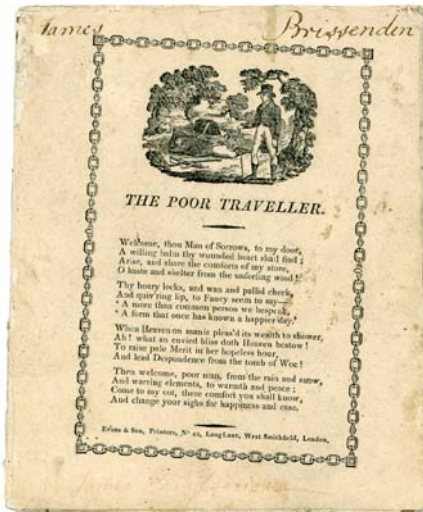 James Brissenden
THE POOR TRAVELLER.
Welcome, thou Man of Sorrows, to my door,
A willing balm thy wounded heart shall find;
Arise, and share the comforts of my store,
O haste and shelter from the unfeeling wind!
Thy hoary locks, and wan and pallid cheek,
And quiv'ring lip, to Fancy seem to say—
' A more than common person we bespeak,
' A form that once has known a happier day.'
When Heaven on man is pleas'd its wealth to shower,
Ah! what an envied bliss doth Heaven bestow!
To raise pale Merit in her hopeless hour,
And lead Despondence from the tomb of Woe!
Then welcome, poor man, from the rain and snow,
And warring elements, to warmth and peace;
Come to my cot, there comfort you shall know,
And change your sighs for happiness and ease.
Evans & Son, Printers, Nº 42, Long Lane, West Smithfield, London.
James